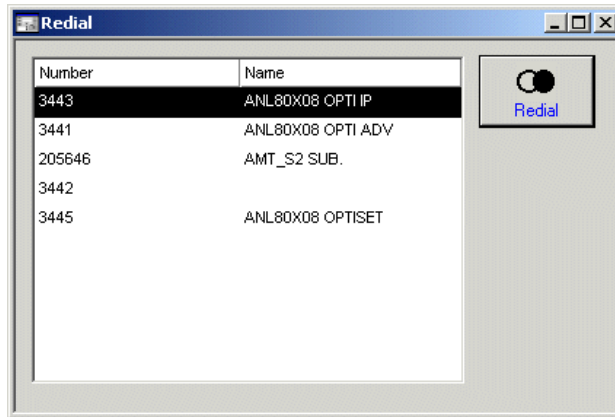 Redial
Number Name
3443 ANL80X08 OPTI IP
3441 ANL80X08 OPTI ADV
205646 AMT_S2 SUB.
3442
3445 ANL80X08 OPTISET
Redial